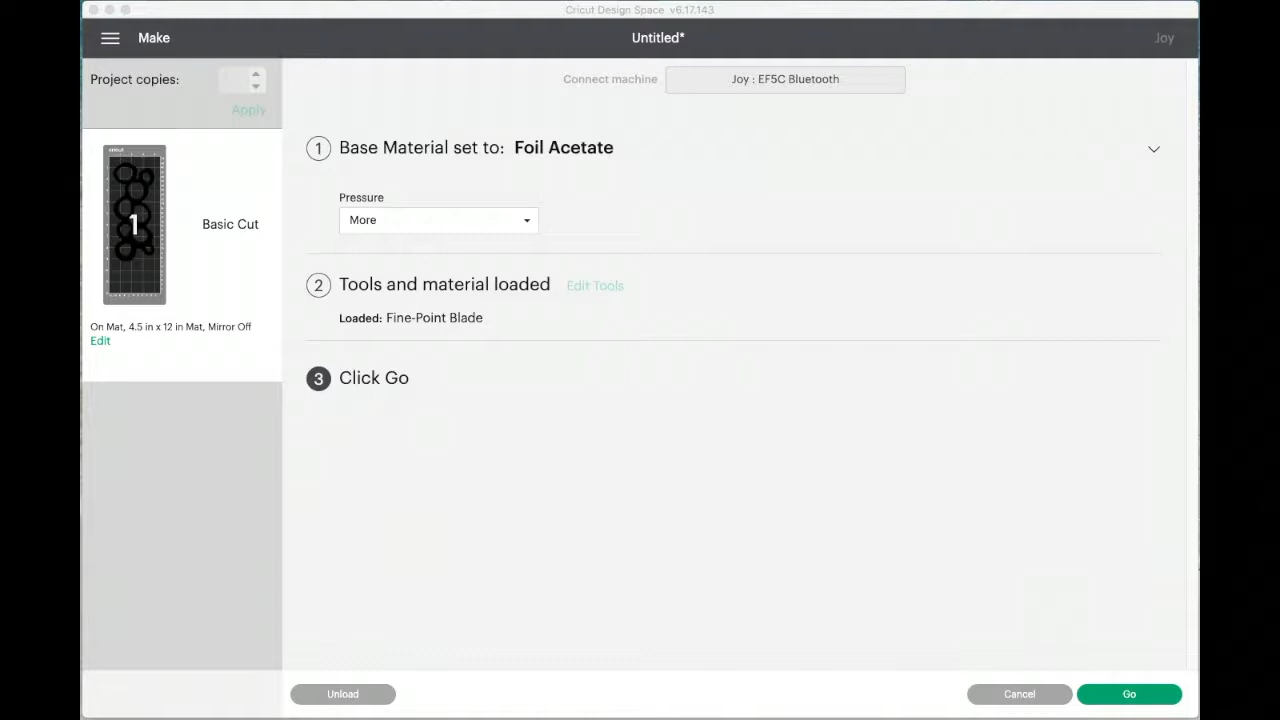 Cricut Design Space v6.17.143
Make
Untitled*
Joy
Project copies:
Apply
Connect machine
Joy : EF5C Bluetooth
1 Base Material set to: Foil Acetate
Pressure
More
cricut
1
Basic Cut
On Mat, 4.5 in x 12 in Mat, Mirror Off
Edit
2 Tools and material loaded Edit Tools
Loaded: Fine-Point Blade
3 Click Go
Unload
Cancel
Go